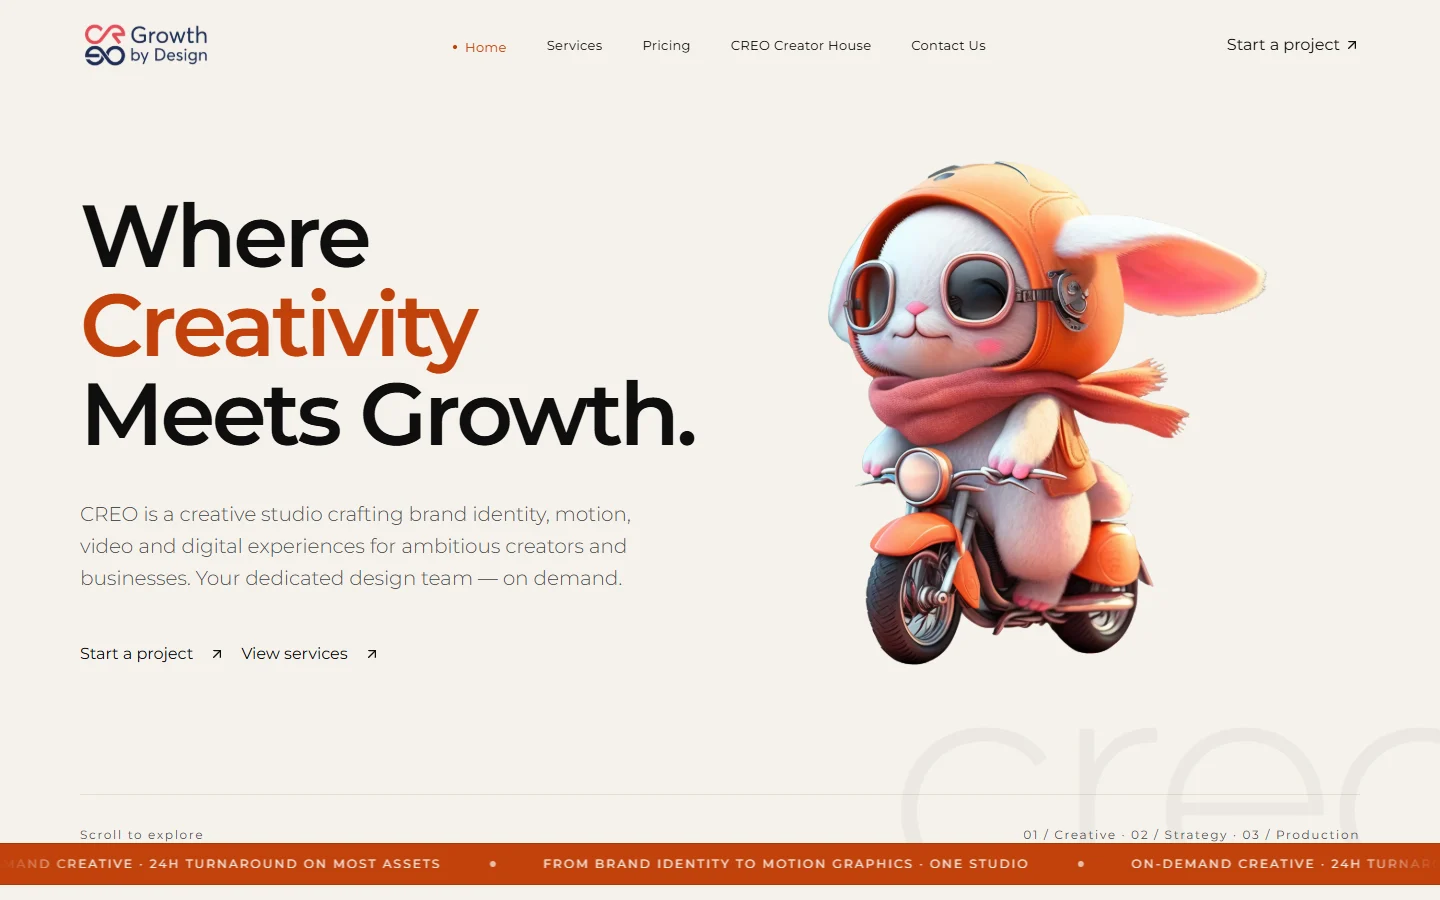 Growth
by Design
Home
Services
Pricing
CREO Creator House
Contact Us
Start a project
Where
Creativity
Meets Growth.
CREO is a creative studio crafting brand identity, motion,
video and digital experiences for ambitious creators and
businesses. Your dedicated design team — on demand.
Start a project
View services
creo
Scroll to explore
01 / Creative · 02 / Strategy · 03 / Production
MAND CREATIVE · 24H TURNAROUND ON MOST ASSETS • FROM BRAND IDENTITY TO MOTION GRAPHICS · ONE STUDIO • ON-DEMAND CREATIVE · 24H TURNAR